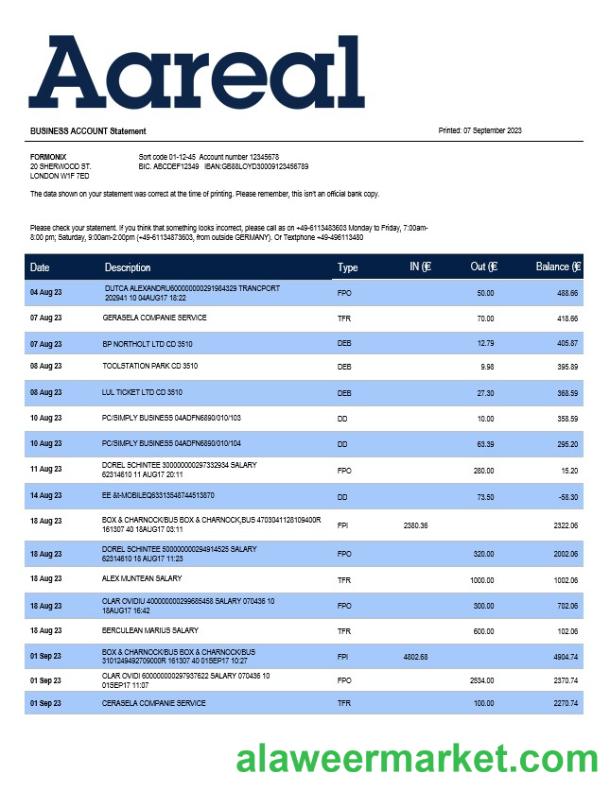 Aareal
BUSINESS ACCOUNT Statement Printed: 07 September 2023
FORMONIX Sort code 01-12-45 Account number 12345678
20 SHERWOOD ST. BIC. ABCDEF12349 IBAN:GB88LOYD30009123456789
LONDON W1F 7ED
The data shown on your statement was correct at the time of printing. Please remember, this isn't an official bank copy.
Please check your statement. If you think that something looks incorrect, please call as on +49-6113483603 Monday to Friday, 7:00am-
8:00 pm; Saturday, 9:00am-2:00pm (+49-61134873603, from outside GERMANY). Or Textphone +49-496113480
Date Description Type IN (€ Out (€ Balance (€
04 Aug 23 DUTCA ALEXANDRU600000000291984329 TRANCPORT
202941 10 04AUG17 18:22 FPO 50.00 488.66
07 Aug 23 GERASELA COMPANIE SERVICE TFR 70.00 418.66
07 Aug 23 BP NORTHOLT LTD CD 3510 DEB 12.79 405.87
08 Aug 23 TOOLSTATION PARK CD 3510 DEB 9.98 395.89
08 Aug 23 LUL TICKET LTD CD 3510 DEB 27.30 368.59
10 Aug 23 PC/SIMPLY BUSINESS 04ADFN6890/010/103 DD 10.00 358.59
10 Aug 23 PC/SIMPLY BUSINESS 04ADFN6890/010/104 DD 63.39 295.20
11 Aug 23 DOREL SCHINTEE 300000000297332934 SALARY
62314610 11 AUG17 20:11 FPO 280.00 15.20
14 Aug 23 EE &t-MOBILEQ63313548744513870 DD 73.50 -58.30
18 Aug 23 BOX & CHARNOCK/BUS BOX & CHARNOCK,BUS 4703041128109400R
161307 40 18AUG17 03:11 FPI 2380.36 2322.06
18 Aug 23 DOREL SCHINTEE 500000000294914525 SALARY
62314610 18 AUG17 11:23 FPO 320.00 2002.06
18 Aug 23 ALEX MUNTEAN SALARY TFR 1000.00 1002.06
18 Aug 23 OLAR OVIDIU 400000000299685458 SALARY 070436 10
18AUG17 16:42 FPO 300.00 702.06
18 Aug 23 BERCULEAN MARIUS SALARY TFR 600.00 102.06
01 Sep 23 BOX & CHARNOCK/BUS BOX & CHARNOCK/BUS
3101249492709000R 161307 40 01SEP17 10:27 FPI 4802.68 4904.74
01 Sep 23 OLAR OVIDI 600000000297937622 SALARY 070436 10
01SEP17 11:07 FPO 2534.00 2370.74
01 Sep 23 CERASELA COMPANIE SERVICE TFR 100.00 2270.74
alaweermarket.com